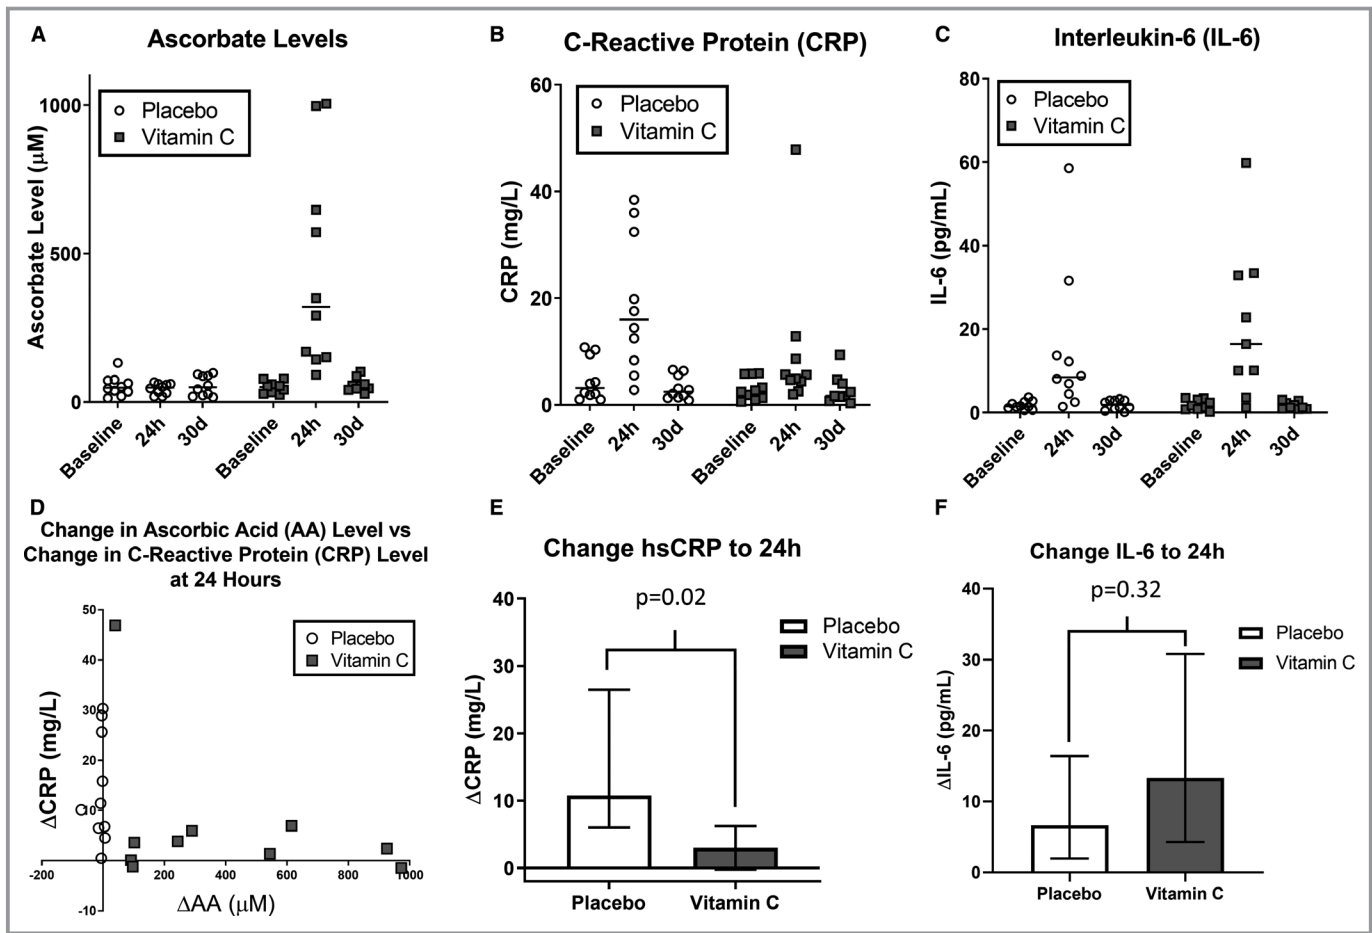 A
Ascorbate Levels
Ascorbate Level (μM)
1000
500
0
Placebo
Vitamin C
Baseline
24h
30d
Baseline
24h
30d
B
C-Reactive Protein (CRP)
CRP (mg/L)
60
40
20
0
Placebo
Vitamin C
Baseline
24h
30d
Baseline
24h
30d
C
Interleukin-6 (IL-6)
IL-6 (pg/mL)
80
60
40
20
0
Placebo
Vitamin C
Baseline
24h
30d
Baseline
24h
30d
D
Change in Ascorbic Acid (AA) Level vs
Change in C-Reactive Protein (CRP) Level
at 24 Hours
ΔCRP (mg/L)
50
40
30
20
10
-10
Placebo
Vitamin C
-200
200
400
600
800
1000
ΔAA (μM)
E
Change hsCRP to 24h
p=0.02
ΔCRP (mg/L)
40
30
20
10
0
Placebo
Vitamin C
Placebo
Vitamin C
F
Change IL-6 to 24h
p=0.32
ΔIL-6 (pg/mL)
40
30
20
10
0
Placebo
Vitamin C
Placebo
Vitamin C